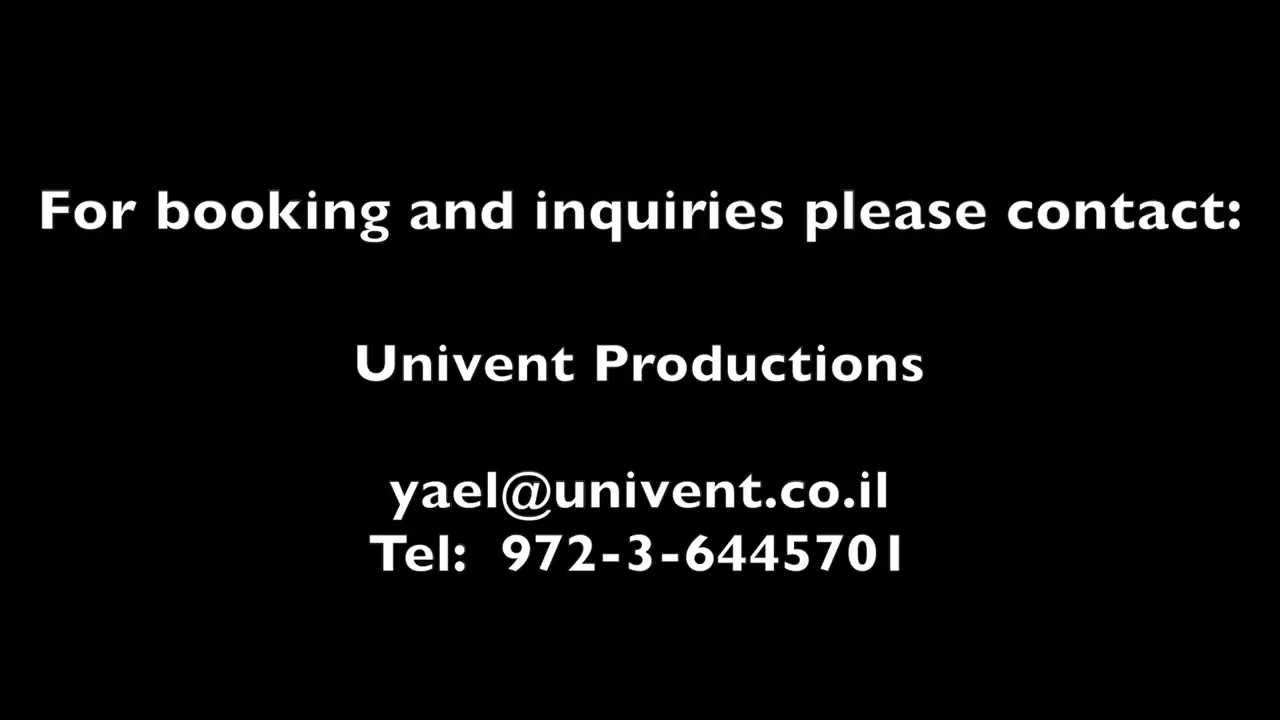 For booking and inquiries please contact:
Univent Productions
yael@univent.co.il
Tel:  972-3-6445701